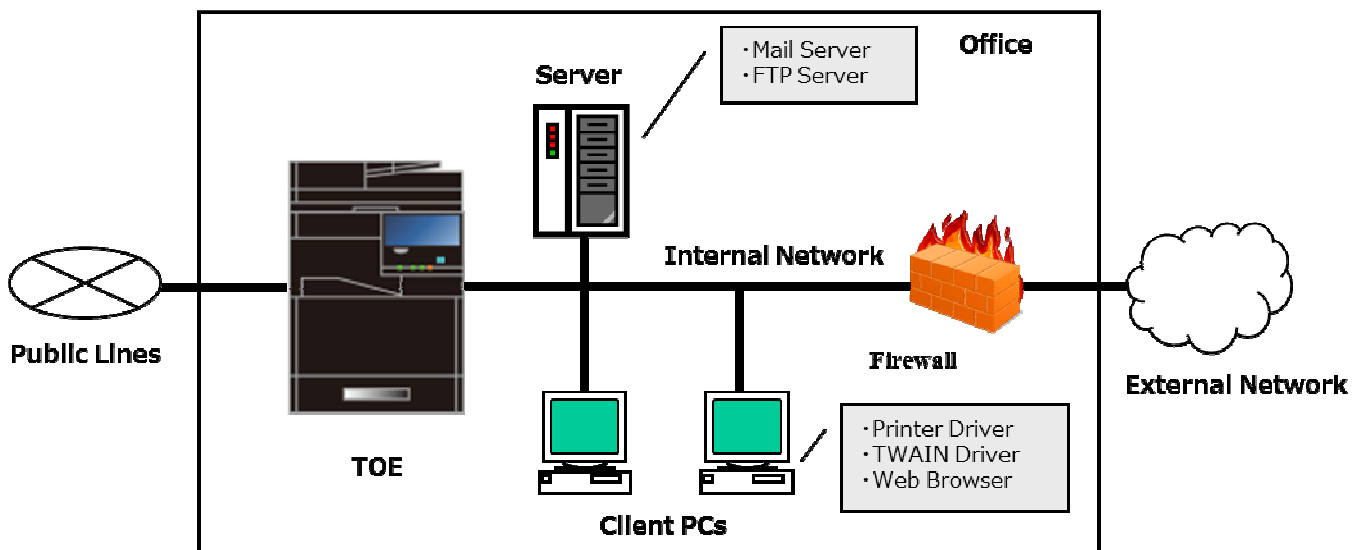 Office
・Mail Server
・FTP Server
Server
Internal Network
Public Lines
Firewall
External Network
TOE
・Printer Driver
・TWAIN Driver
・Web Browser
Client PCs